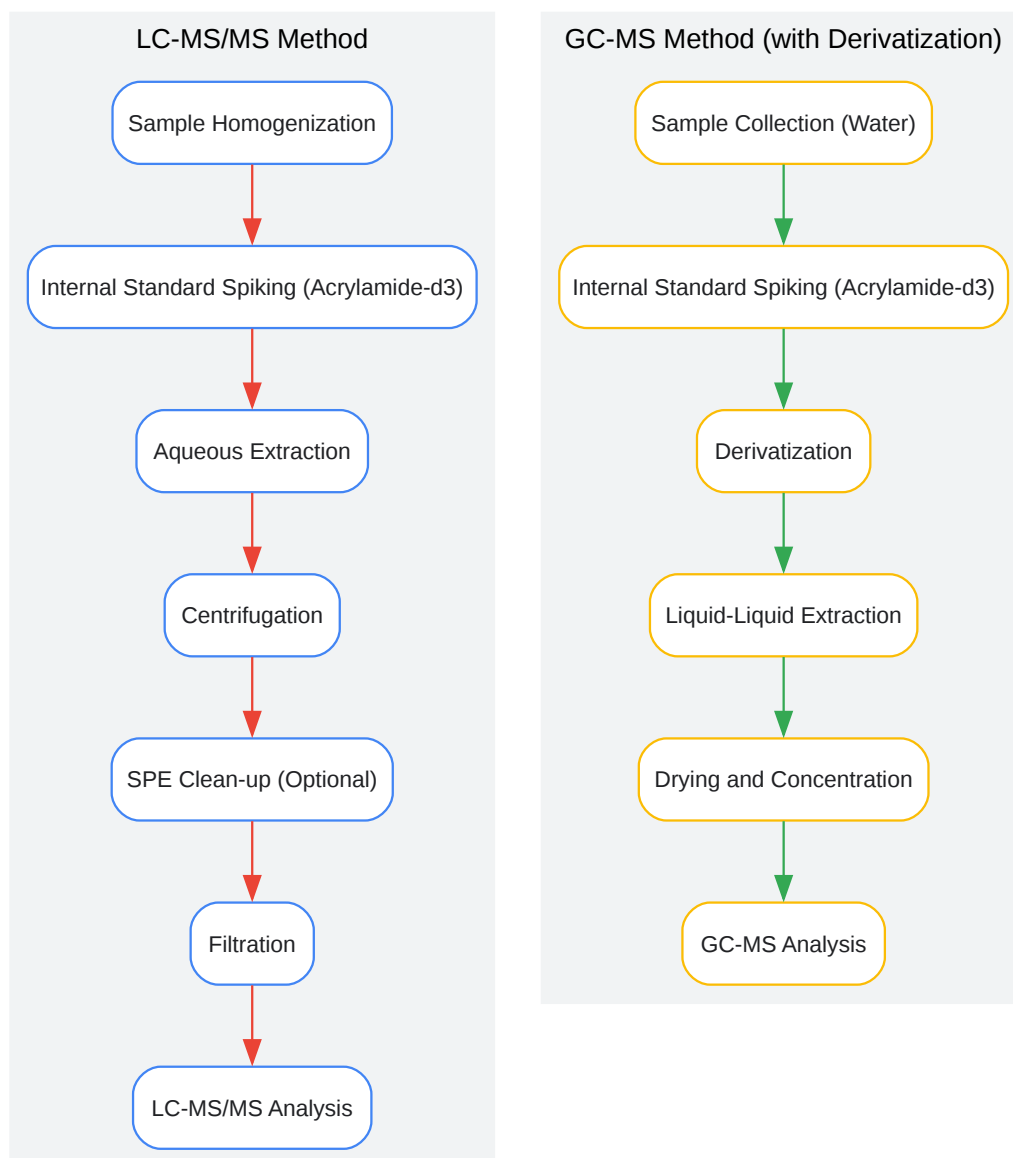 LC-MS/MS Method
Sample Homogenization
Internal Standard Spiking (Acrylamide-d3)
Aqueous Extraction
Centrifugation
SPE Clean-up (Optional)
Filtration
LC-MS/MS Analysis
GC-MS Method (with Derivatization)
Sample Collection (Water)
Internal Standard Spiking (Acrylamide-d3)
Derivatization
Liquid-Liquid Extraction
Drying and Concentration
GC-MS Analysis